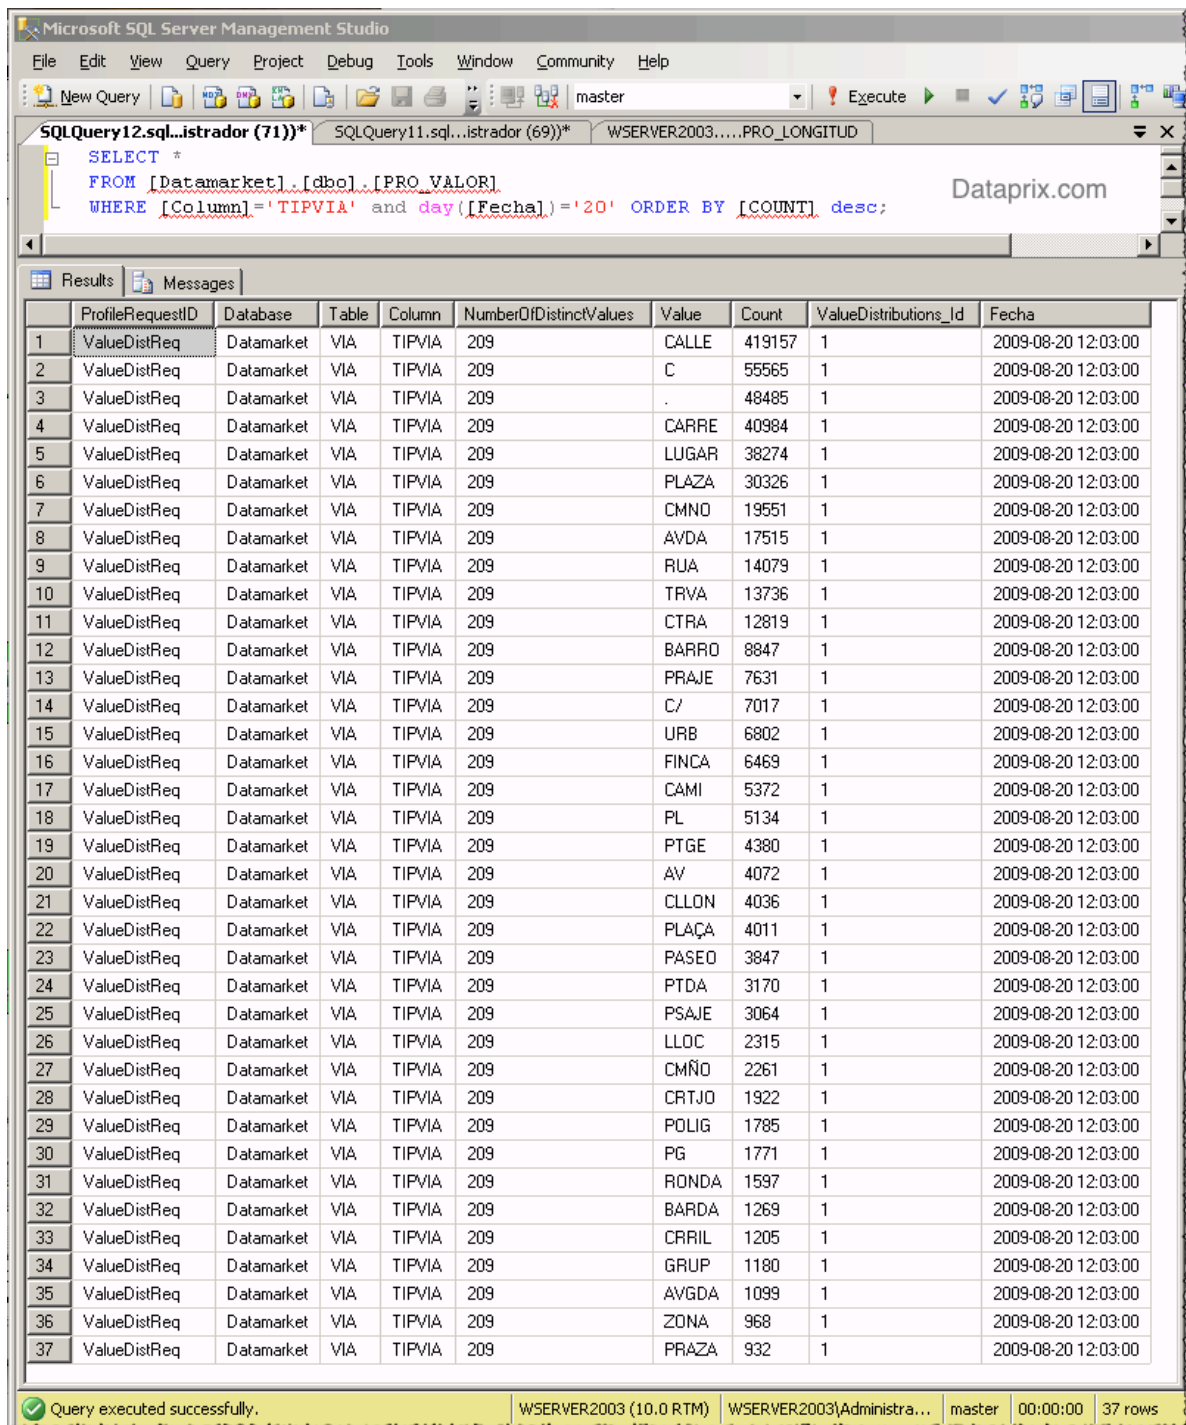 Microsoft SQL Server Management Studio
File Edit View Query Project Debug Tools Window Community Help
New Query master Execute
SQLQuery12.sql...istrador (71))* SQLQuery11.sql...istrador (69))* WSERVER2003.....PRO_LONGITUD
SELECT *
FROM [Datamarket].[dbo].[PRO_VALOR]
Dataprix.com
WHERE [Column]='TIPVIA' and day([Fecha])='20' ORDER BY [COUNT] desc;
Results Messages
ProfileRequestID Database Table Column NumberOfDistinctValues Value Count ValueDistributions_Id Fecha
1 ValueDistReq Datamarket VIA TIPVIA 209 CALLE 419157 1 2009-08-20 12:03:00
2 ValueDistReq Datamarket VIA TIPVIA 209 C 55565 1 2009-08-20 12:03:00
3 ValueDistReq Datamarket VIA TIPVIA 209 . 48485 1 2009-08-20 12:03:00
4 ValueDistReq Datamarket VIA TIPVIA 209 CARRE 40984 1 2009-08-20 12:03:00
5 ValueDistReq Datamarket VIA TIPVIA 209 LUGAR 38274 1 2009-08-20 12:03:00
6 ValueDistReq Datamarket VIA TIPVIA 209 PLAZA 30326 1 2009-08-20 12:03:00
7 ValueDistReq Datamarket VIA TIPVIA 209 CMNO 19551 1 2009-08-20 12:03:00
8 ValueDistReq Datamarket VIA TIPVIA 209 AVDA 17515 1 2009-08-20 12:03:00
9 ValueDistReq Datamarket VIA TIPVIA 209 RUA 14079 1 2009-08-20 12:03:00
10 ValueDistReq Datamarket VIA TIPVIA 209 TRVA 13736 1 2009-08-20 12:03:00
11 ValueDistReq Datamarket VIA TIPVIA 209 CTRA 12819 1 2009-08-20 12:03:00
12 ValueDistReq Datamarket VIA TIPVIA 209 BARRO 8847 1 2009-08-20 12:03:00
13 ValueDistReq Datamarket VIA TIPVIA 209 PRAJE 7631 1 2009-08-20 12:03:00
14 ValueDistReq Datamarket VIA TIPVIA 209 C/ 7017 1 2009-08-20 12:03:00
15 ValueDistReq Datamarket VIA TIPVIA 209 URB 6802 1 2009-08-20 12:03:00
16 ValueDistReq Datamarket VIA TIPVIA 209 FINCA 6469 1 2009-08-20 12:03:00
17 ValueDistReq Datamarket VIA TIPVIA 209 CAMI 5372 1 2009-08-20 12:03:00
18 ValueDistReq Datamarket VIA TIPVIA 209 PL 5134 1 2009-08-20 12:03:00
19 ValueDistReq Datamarket VIA TIPVIA 209 PTGE 4380 1 2009-08-20 12:03:00
20 ValueDistReq Datamarket VIA TIPVIA 209 AV 4072 1 2009-08-20 12:03:00
21 ValueDistReq Datamarket VIA TIPVIA 209 CLLON 4036 1 2009-08-20 12:03:00
22 ValueDistReq Datamarket VIA TIPVIA 209 PLAÇA 4011 1 2009-08-20 12:03:00
23 ValueDistReq Datamarket VIA TIPVIA 209 PASEO 3847 1 2009-08-20 12:03:00
24 ValueDistReq Datamarket VIA TIPVIA 209 PTDA 3170 1 2009-08-20 12:03:00
25 ValueDistReq Datamarket VIA TIPVIA 209 PSAJE 3064 1 2009-08-20 12:03:00
26 ValueDistReq Datamarket VIA TIPVIA 209 LLOC 2315 1 2009-08-20 12:03:00
27 ValueDistReq Datamarket VIA TIPVIA 209 CMÑO 2261 1 2009-08-20 12:03:00
28 ValueDistReq Datamarket VIA TIPVIA 209 CRTJO 1922 1 2009-08-20 12:03:00
29 ValueDistReq Datamarket VIA TIPVIA 209 POLIG 1785 1 2009-08-20 12:03:00
30 ValueDistReq Datamarket VIA TIPVIA 209 PG 1771 1 2009-08-20 12:03:00
31 ValueDistReq Datamarket VIA TIPVIA 209 RONDA 1597 1 2009-08-20 12:03:00
32 ValueDistReq Datamarket VIA TIPVIA 209 BARDA 1269 1 2009-08-20 12:03:00
33 ValueDistReq Datamarket VIA TIPVIA 209 CRRIL 1205 1 2009-08-20 12:03:00
34 ValueDistReq Datamarket VIA TIPVIA 209 GRUP 1180 1 2009-08-20 12:03:00
35 ValueDistReq Datamarket VIA TIPVIA 209 AVGDA 1099 1 2009-08-20 12:03:00
36 ValueDistReq Datamarket VIA TIPVIA 209 ZONA 968 1 2009-08-20 12:03:00
37 ValueDistReq Datamarket VIA TIPVIA 209 PRAZA 932 1 2009-08-20 12:03:00
Query executed successfully. WSERVER2003 (10.0 RTM) WSERVER2003\Administra... master 00:00:00 37 rows